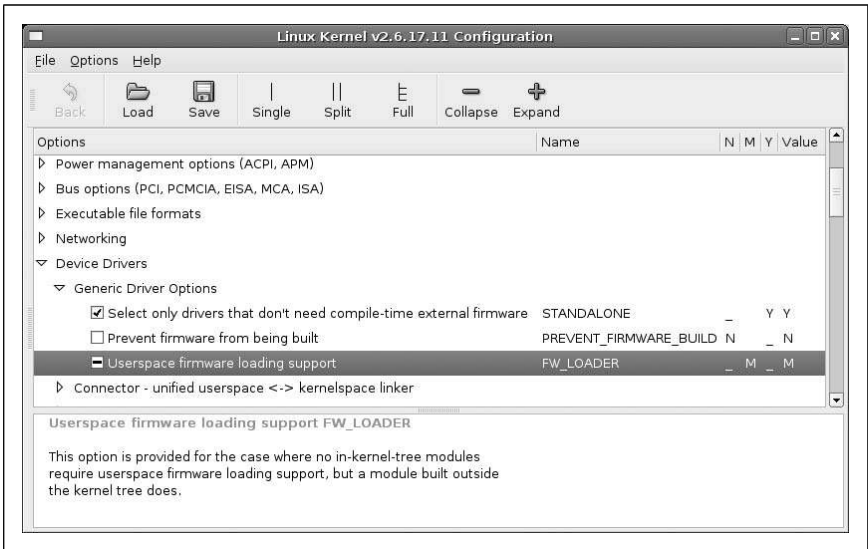 Linux Kernel v2.6.17.11 Configuration
File Options Help
Back Load Save Single Split Full Collapse Expand
Options Name N M Y Value
Power management options (ACPI, APM)
Bus options (PCI, PCMCIA, EISA, MCA, ISA)
Executable file formats
Networking
Device Drivers
Generic Driver Options
Select only drivers that don't need compile-time external firmware STANDALONE _ Y Y
Prevent firmware from being built PREVENT_FIRMWARE_BUILD N _ N
Userspace firmware loading support FW_LOADER _ M _ M
Connector - unified userspace <-> kernelspace linker
Userspace firmware loading support FW_LOADER
This option is provided for the case where no in-kernel-tree modules
require userspace firmware loading support, but a module built outside
the kernel tree does.